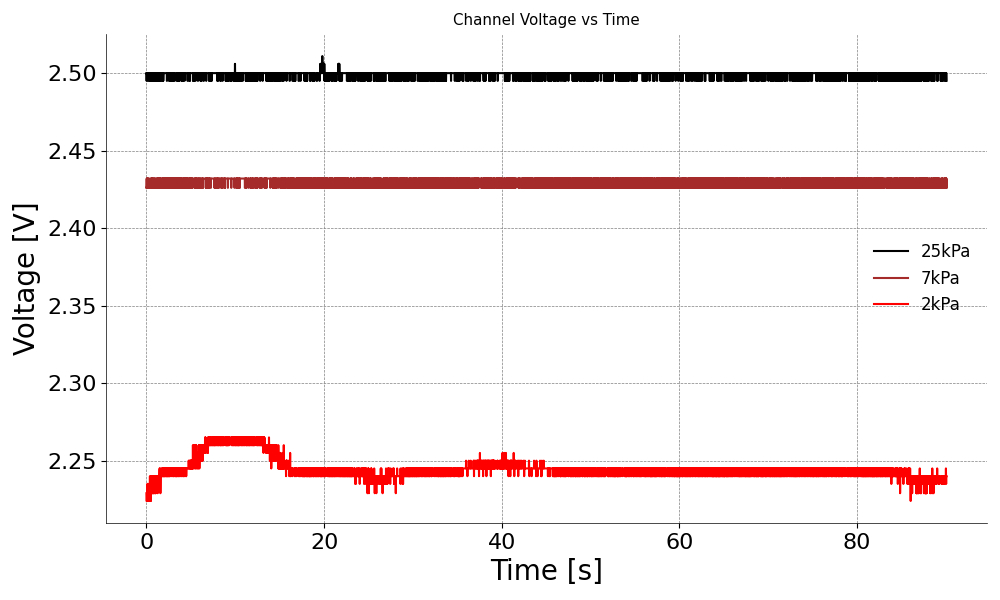 Channel Voltage vs Time
2.50
2.45
2.40
2.35
2.30
2.25
Voltage [V]
25kPa
7kPa
2kPa
0 20 40 60 80
Time [s]